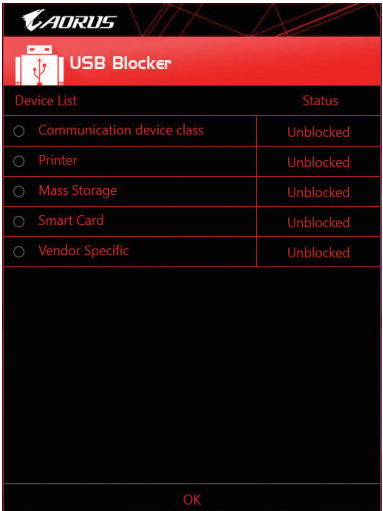 AORUS
USB Blocker
Device List Status
Communication device class Unblocked
Printer Unblocked
Mass Storage Unblocked
Smart Card Unblocked
Vendor Specific Unblocked
OK